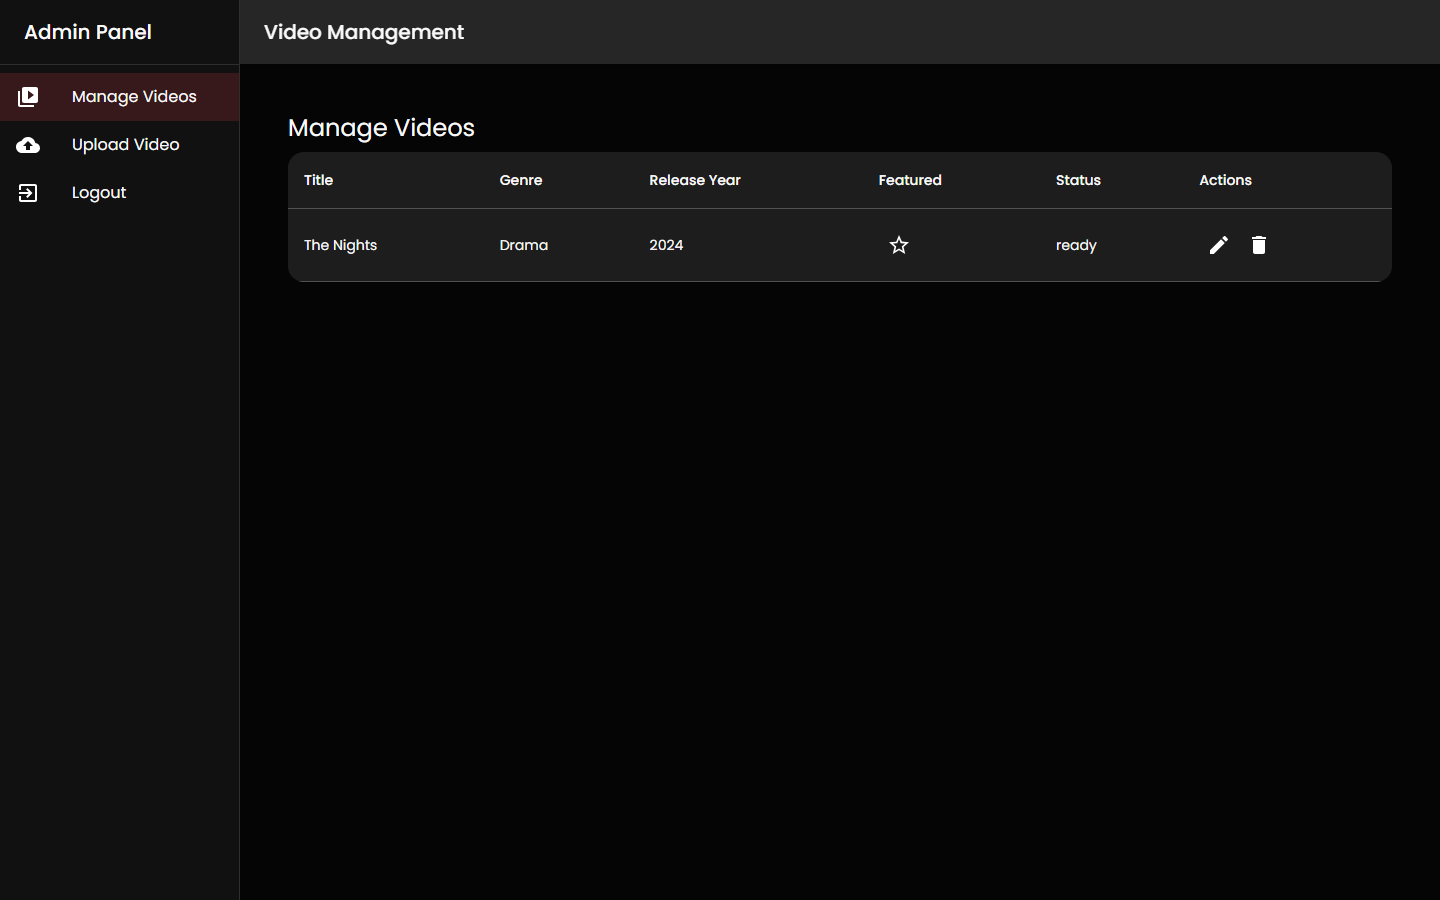 Admin Panel
Video Management
Manage Videos
Upload Video
Logout
Manage Videos
Title Genre Release Year Featured Status Actions
The Nights Drama 2024 ready